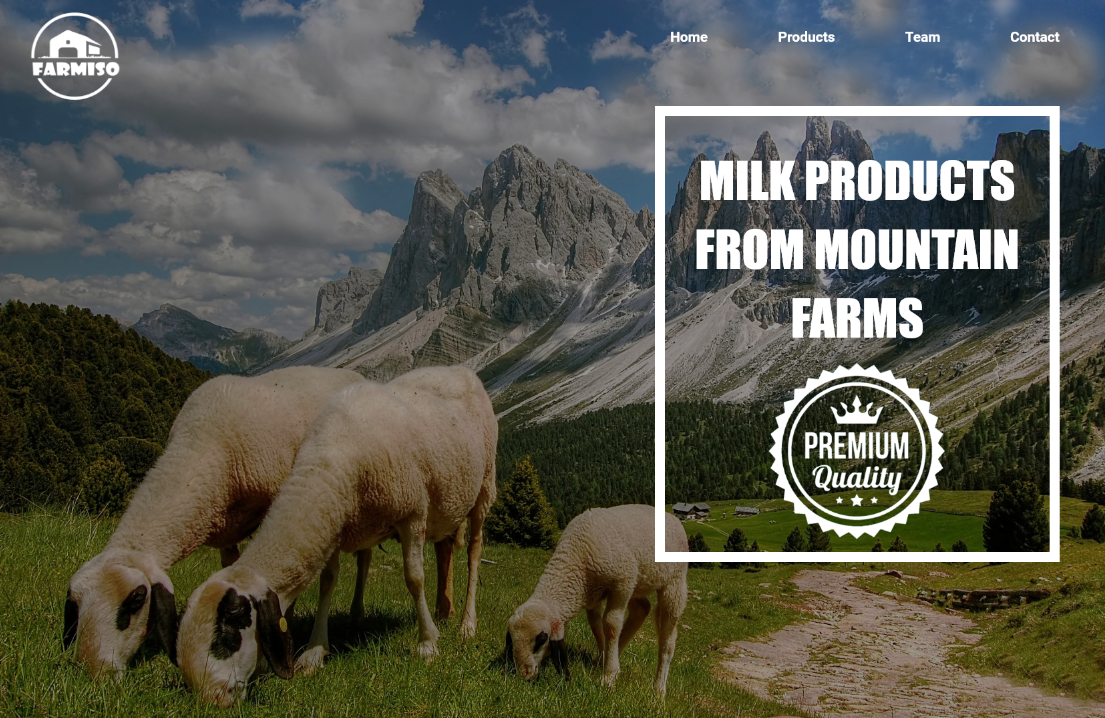 FARMISO
Home Products Team Contact
MILK PRODUCTS
FROM MOUNTAIN
FARMS
PREMIUM
Quality